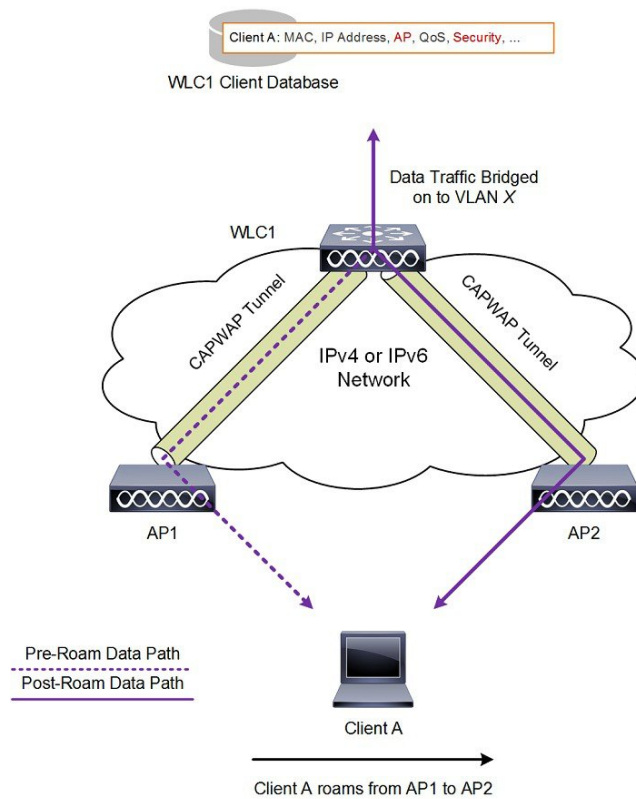 Client A: MAC, IP Address, AP, QoS, Security, ...
WLC1 Client Database
Data Traffic Bridged
on to VLAN X
WLC1
CAPWAP Tunnel
CAPWAP Tunnel
IPv4 or IPv6
Network
AP1
AP2
Pre-Roam Data Path
Post-Roam Data Path
Client A
Client A roams from AP1 to AP2